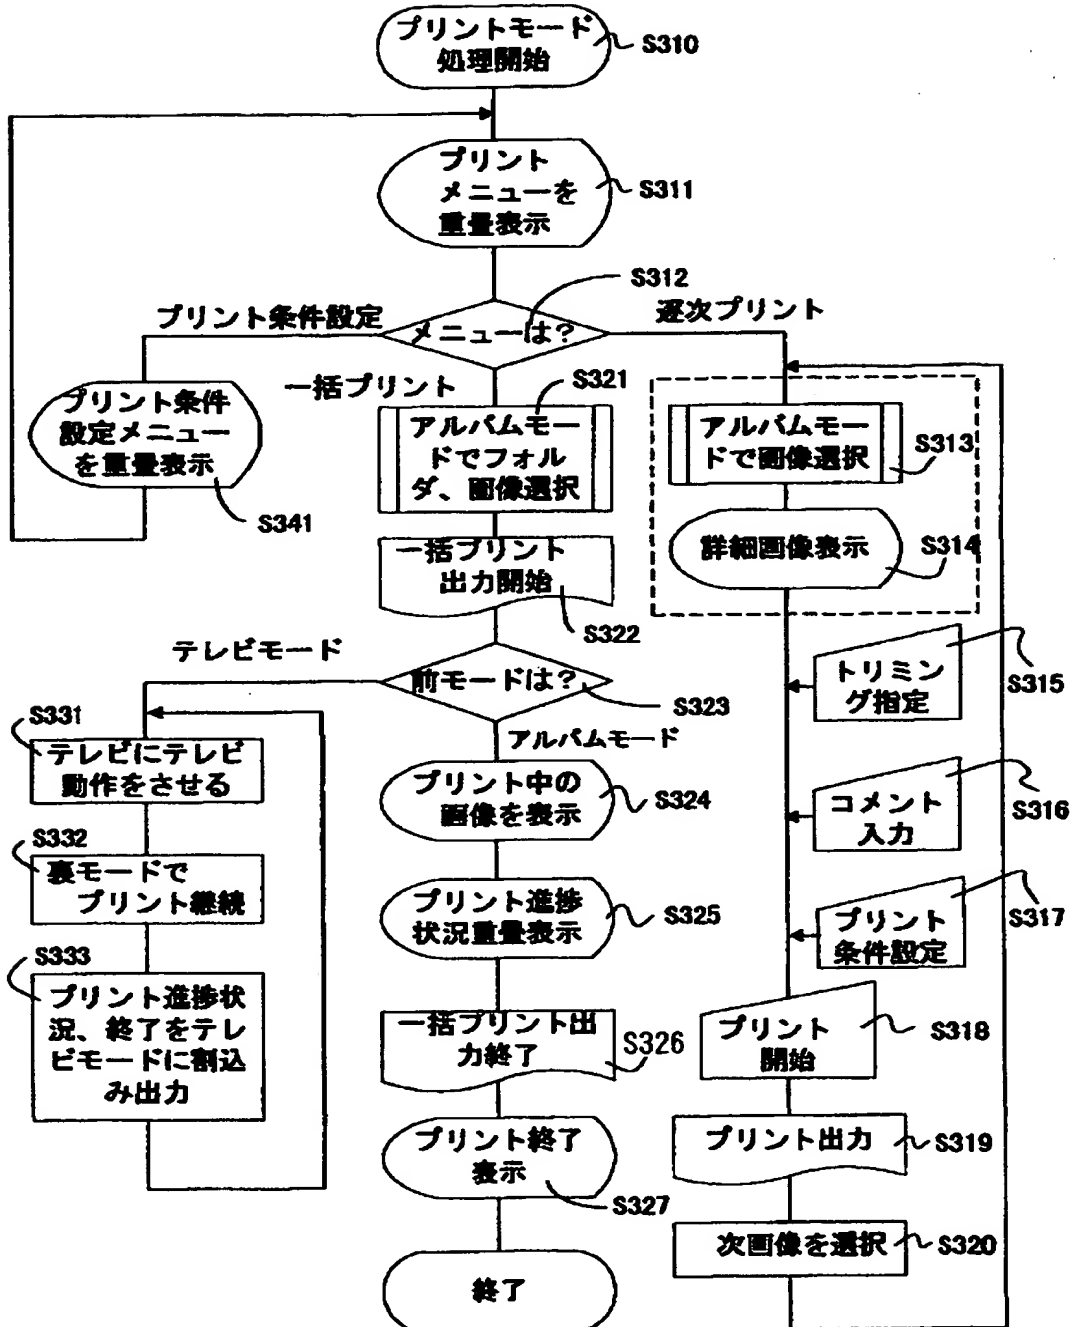 プリントモード
処理開始
S310
プリント
メニューを
重畳表示
S311
S312
メニューは?
プリント条件設定
逐次プリント
一括プリント
プリント条件
設定メニュー
を重畳表示
S341
S321
アルバムモー
ドでフォル
ダ、画像選択
アルバムモー
ドで画像選択
S313
一括プリント
出力開始
S322
詳細画像表示
S314
テレビモード
前モードは?
S323
アルバムモード
トリミン
グ指定
S315
S331
テレビにテレビ
動作をさせる
プリント中の
画像を表示
S324
コメント
入力
S316
S332
裏モードで
プリント継続
プリント進捗
状況重畳表示
S325
プリント
条件設定
S317
S333
プリント進捗状
況、終了をテレ
ビモードに割込
み出力
一括プリント出
力終了
S326
プリント
開始
S318
プリント終了
表示
S327
プリント出力
S319
次画像を選択
S320
終了